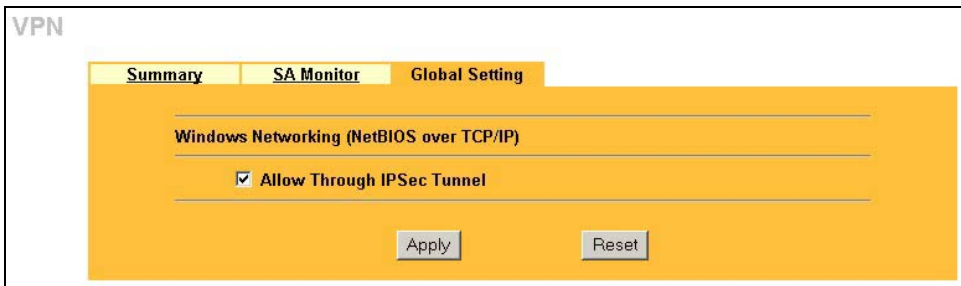 VPN
Summary SA Monitor Global Setting
Windows Networking (NetBIOS over TCP/IP)
Allow Through IPSec Tunnel
Apply Reset